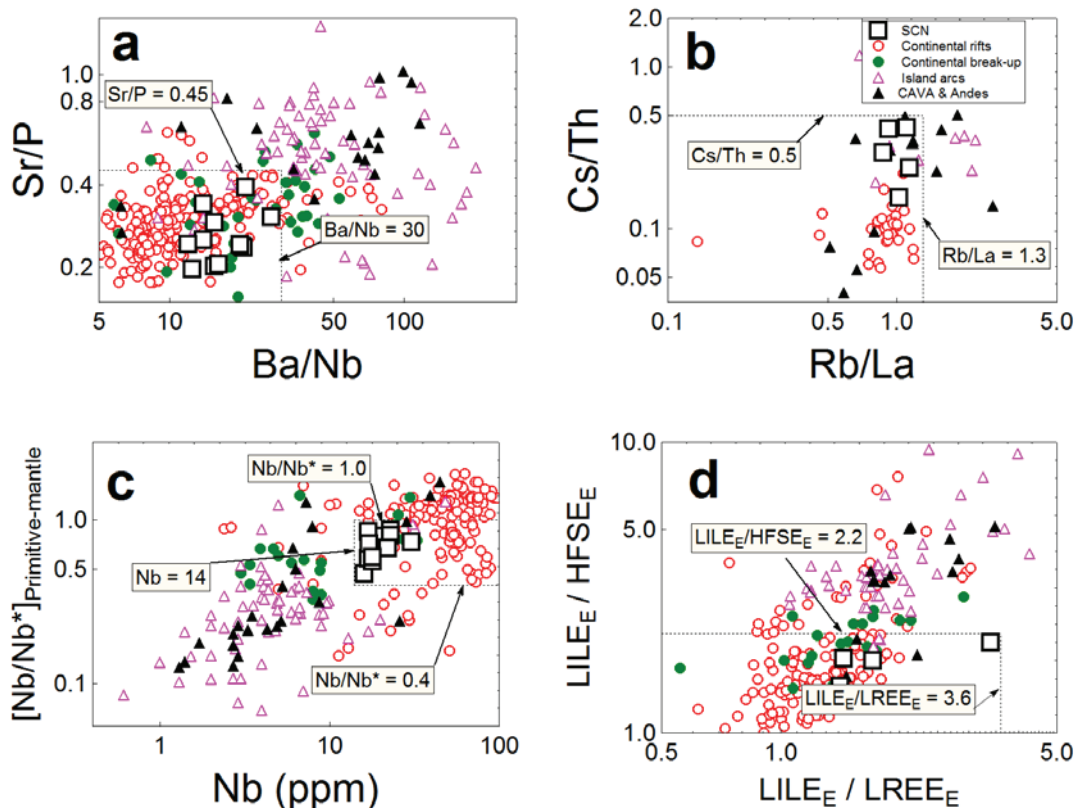 a
1.0
0.8
0.4
0.2
Sr/P
Sr/P = 0.45
Ba/Nb = 30
5
10
50
100
Ba/Nb
b
2.0
1.0
0.5
0.1
0.05
Cs/Th
SCN
Continental rifts
Continental break-up
Island arcs
CAVA & Andes
Cs/Th = 0.5
Rb/La = 1.3
0.1
0.5
1.0
5.0
Rb/La
c
1.0
0.5
0.1
[Nb/Nb*]Primitive-mantle
Nb/Nb* = 1.0
Nb = 14
Nb/Nb* = 0.4
1
10
100
Nb (ppm)
d
10.0
5.0
1.0
LILEE / HFSEE
LILEE/HFSEE = 2.2
LILEE/LREEE = 3.6
0.5
1.0
5.0
LILEE / LREEE